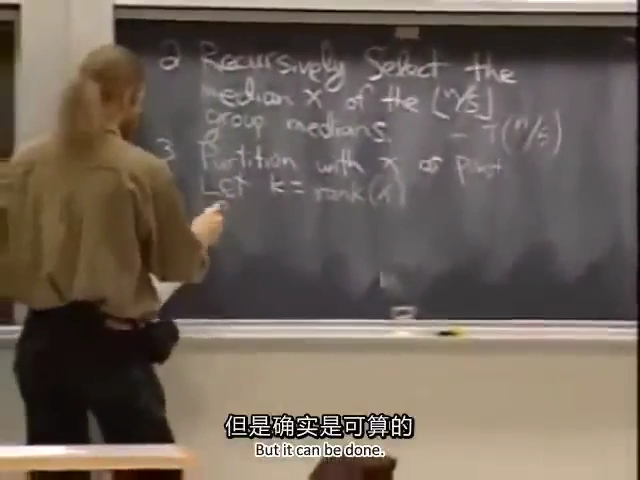 2 Recursively Select the
median x of the ⌊n/5⌋
group medians. – T(n/5)
3 Partition with x as pivot
Let k = rank(x)
但是确实是可算的
But it can be done.